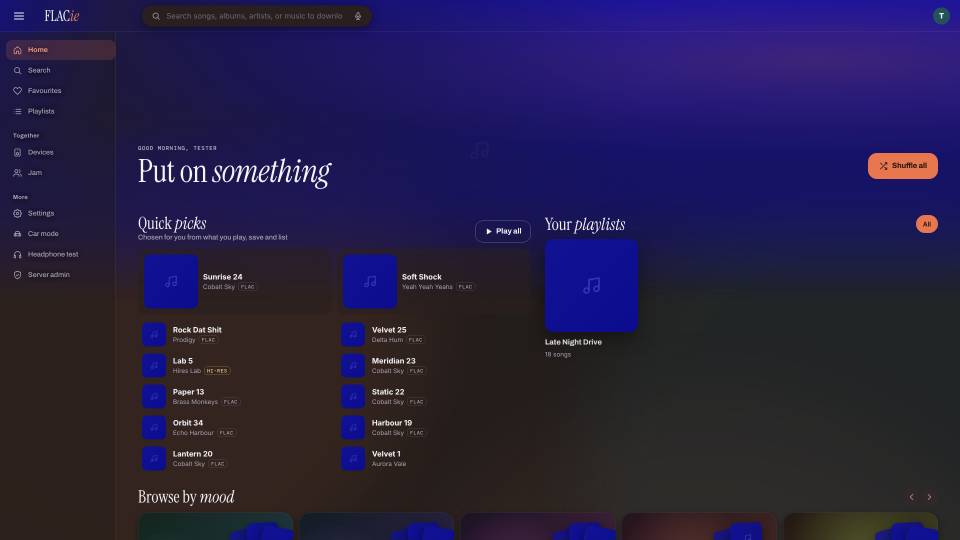 FLACie
Search songs, albums, artists, or music to downlo
T
Home
Search
Favourites
Playlists
Together
Devices
Jam
More
Settings
Car mode
Headphone test
Server admin
GOOD MORNING, TESTER
Put on something
Shuffle all
Quick picks
Chosen for you from what you play, save and list
Play all
Sunrise 24
Cobalt Sky FLAC
Soft Shock
Yeah Yeah Yeahs FLAC
Rock Dat Shit
Prodigy FLAC
Velvet 25
Delta Hum FLAC
Lab 5
Hires Lab HI-RES
Meridian 23
Cobalt Sky FLAC
Paper 13
Brass Monkeys FLAC
Static 22
Cobalt Sky FLAC
Orbit 34
Echo Harbour FLAC
Harbour 19
Cobalt Sky FLAC
Lantern 20
Cobalt Sky FLAC
Velvet 1
Aurora Vale
Your playlists
All
Late Night Drive
18 songs
Browse by mood